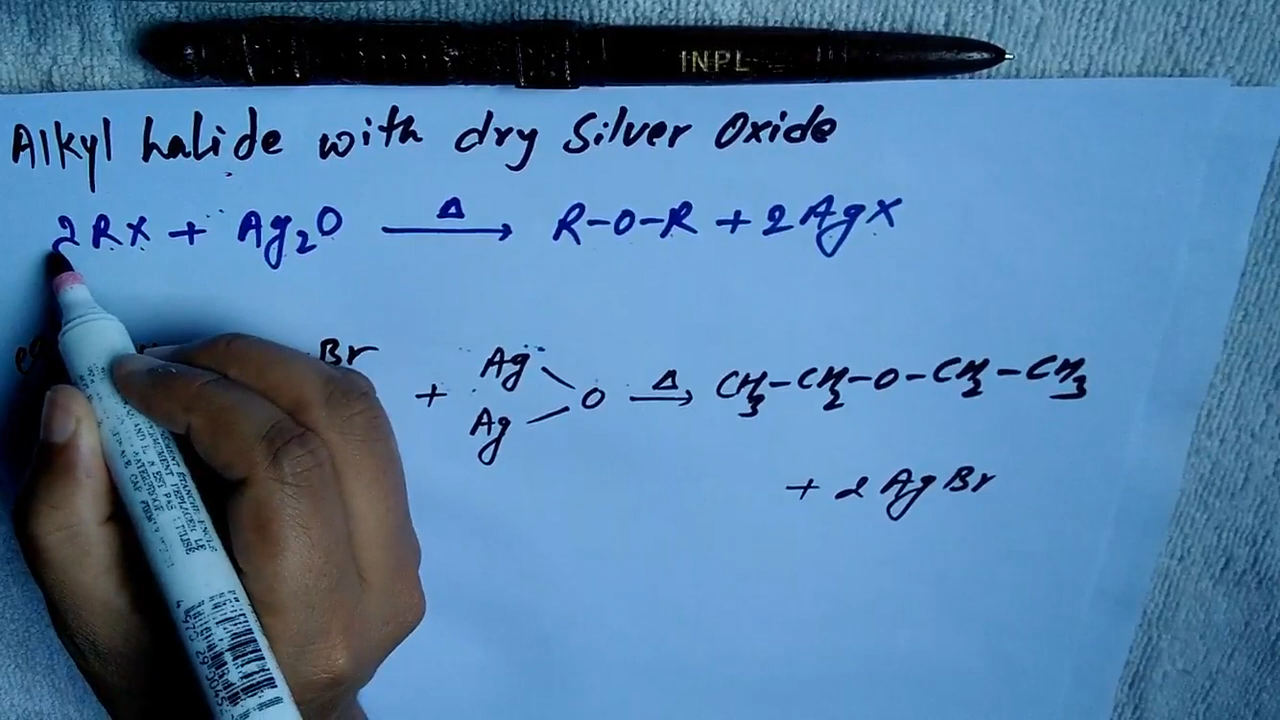 INPL
Alkyl halide with dry Silver Oxide
2RX + Ag₂O Δ→ R-O-R + 2AgX
Br + Ag Ag O Δ→ CH₃-CH₂-O-CH₂-CH₃
+ 2AgBr